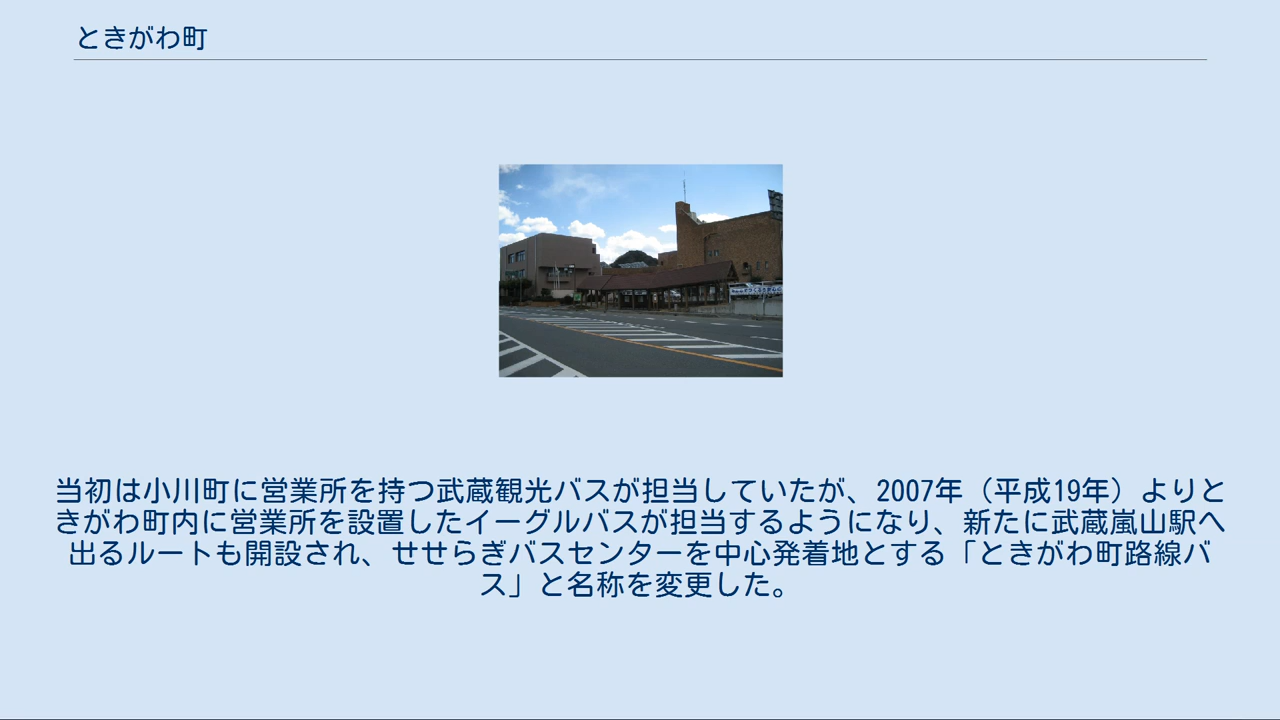 ときがわ町
当初は小川町に営業所を持つ武蔵観光バスが担当していたが、2007年（平成19年）よりと
きがわ町内に営業所を設置したイーグルバスが担当するようになり、新たに武蔵嵐山駅へ
出るルートも開設され、せせらぎバスセンターを中心発着地とする「ときがわ町路線バ
ス」と名称を変更した。